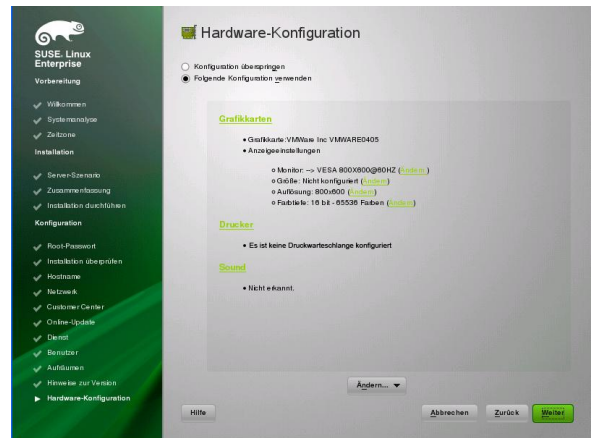 SUSE. Linux
Enterprise
Vorbereitung
Willkommen
Systemanalyse
Zeitzone
Installation
Server-Szenario
Zusammenfassung
Installation durchführen
Konfiguration
Root-Passwort
Installation überprüfen
Hostname
Netzwerk
Customer Center
Online-Update
Dienst
Benutzer
Aufräumen
Hinweise zur Version
Hardware-Konfiguration
Hardware-Konfiguration
Konfiguration überspringen
Folgende Konfiguration verwenden
Grafikkarten
• Grafikkarte:VMWare Inc VMWARE0405
• Anzeigeeinstellungen
o Monitor: --> VESA 800X600@60HZ (Ändern )
o Größe: Nicht konfiguriert (Ändern)
o Auflösung: 800x600 (Ändern)
o Farbtiefe: 16 bit - 65536 Farben (Ändern)
Drucker
• Es ist keine Druckwarteschlange konfiguriert
Sound
• Nicht erkannt.
Ändern...
Hilfe
Abbrechen
Zurück
Weiter